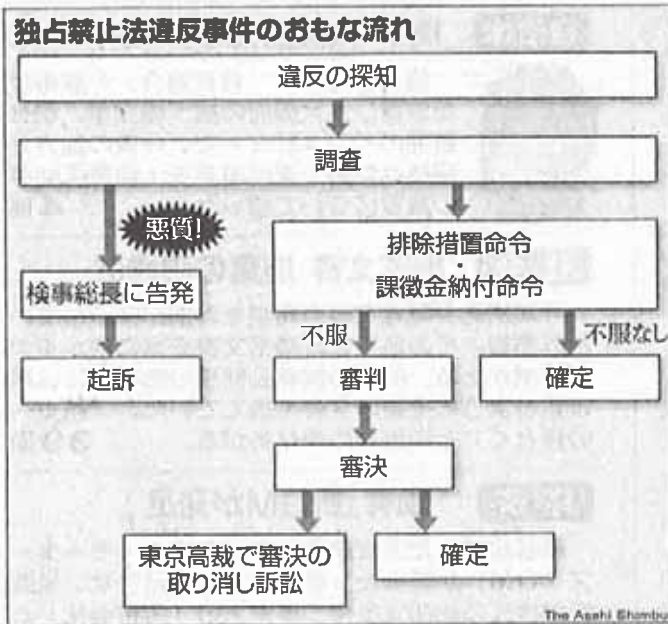 独占禁止法違反事件のおもな流れ
違反の探知
調査
悪質!
検事総長に告発
起訴
排除措置命令
・
課徴金納付命令
不服
不服なし
審判
確定
審決
東京高裁で審決の
取り消し訴訟
確定
The Asahi Shimbu